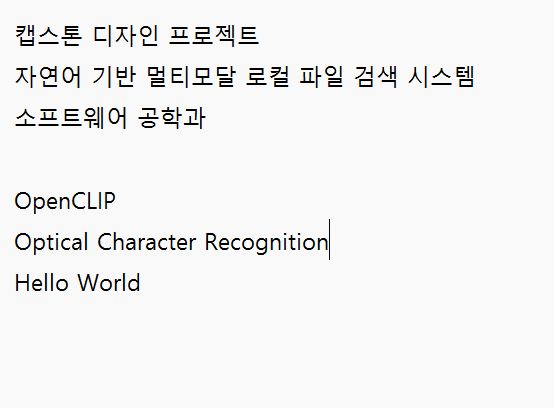 캡스톤 디자인 프로젝트
자연어 기반 멀티모달 로컬 파일 검색 시스템
소프트웨어 공학과
OpenCLIP
Optical Character Recognition
Hello World